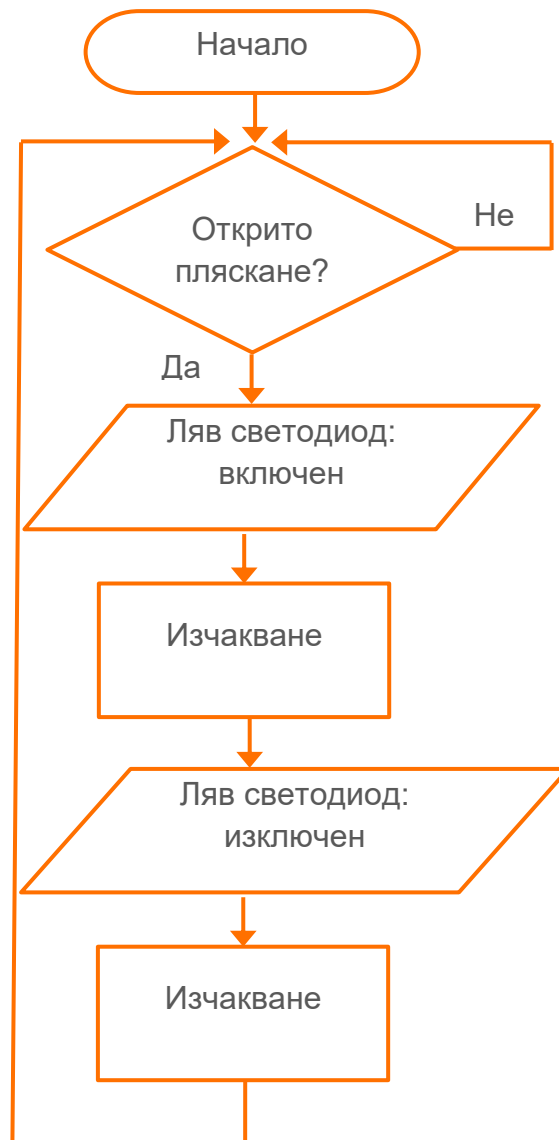 Начало
Открито
пляскане?
Не
Да
Ляв светодиод:
включен
Изчакване
Ляв светодиод:
изключен
Изчакване